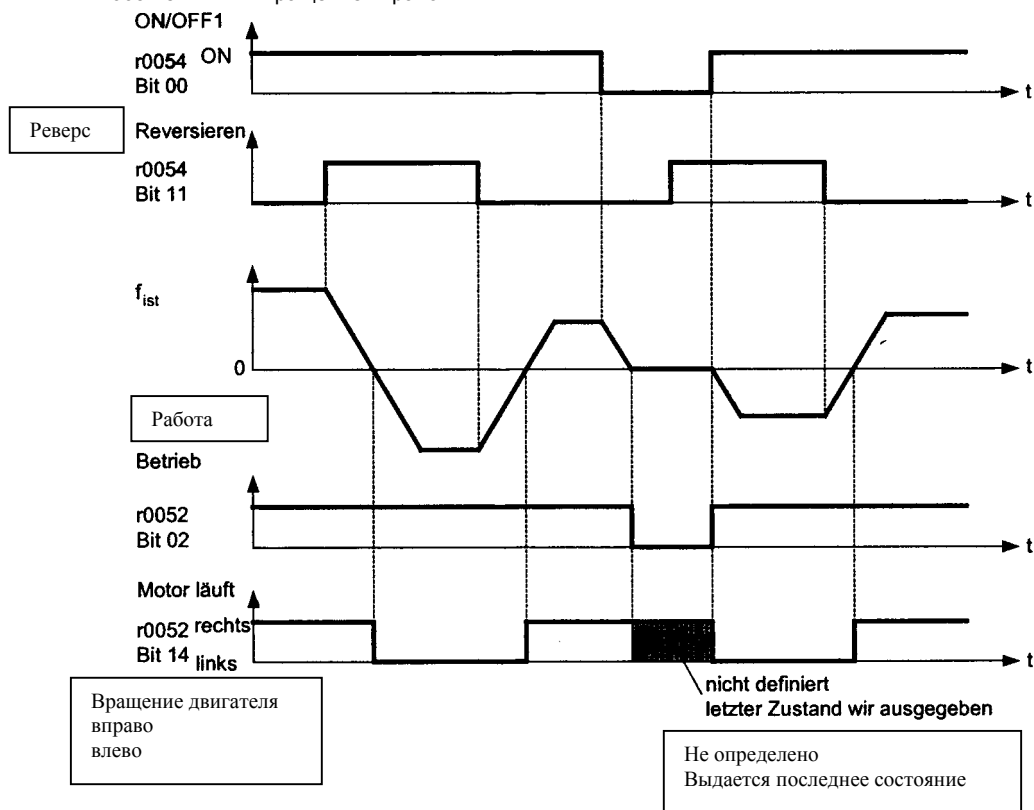 ON/OFF1
r0054 ON
Bit 00
t
Реверс
Reversieren
r0054
Bit 11
t
f ist
0
t
Работа
Betrieb
r0052
Bit 02
t
Motor läuft
r0052 rechts
Bit 14 links
t
nicht definiert
letzter Zustand wir ausgegeben
Вращение двигателя
вправо
влево
Не определено
Выдается последнее состояние